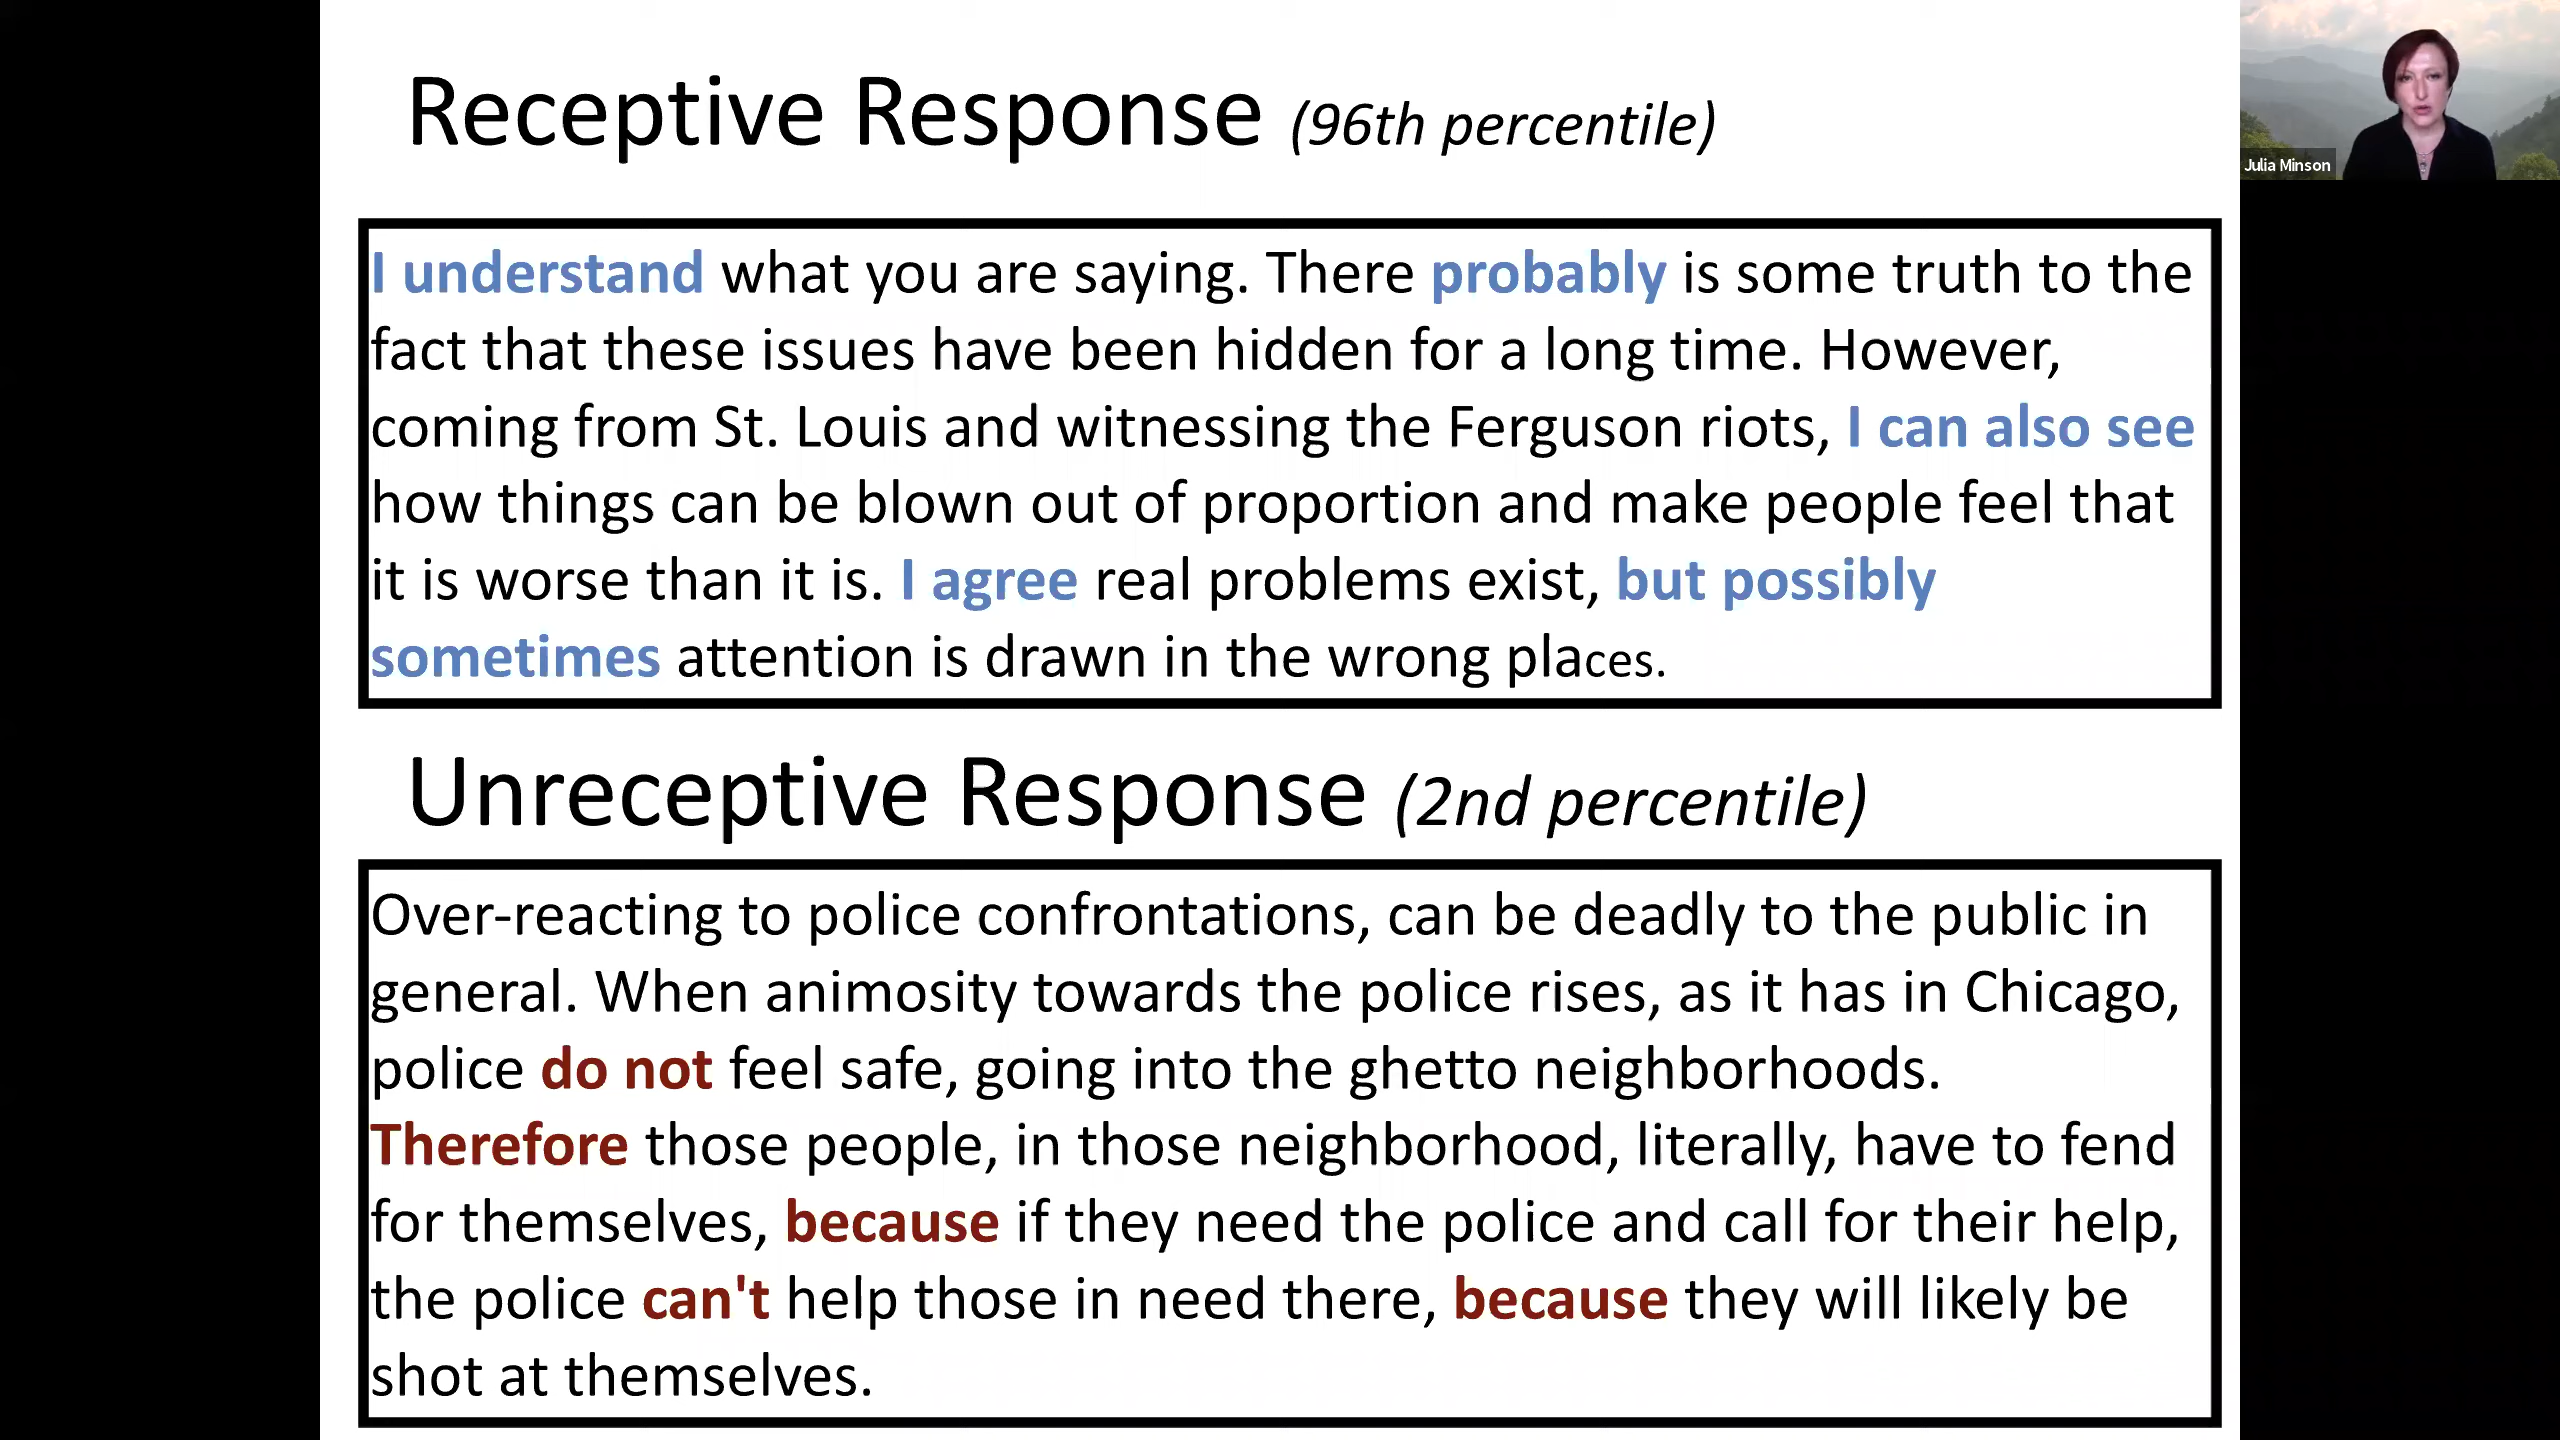 Receptive Response (96th percentile)
Julia Minson
I understand what you are saying. There probably is some truth to the
fact that these issues have been hidden for a long time. However,
coming from St. Louis and witnessing the Ferguson riots, I can also see
how things can be blown out of proportion and make people feel that
it is worse than it is. I agree real problems exist, but possibly
sometimes attention is drawn in the wrong places.
Unreceptive Response (2nd percentile)
Over-reacting to police confrontations, can be deadly to the public in
general. When animosity towards the police rises, as it has in Chicago,
police do not feel safe, going into the ghetto neighborhoods.
Therefore those people, in those neighborhood, literally, have to fend
for themselves, because if they need the police and call for their help,
the police can't help those in need there, because they will likely be
shot at themselves.